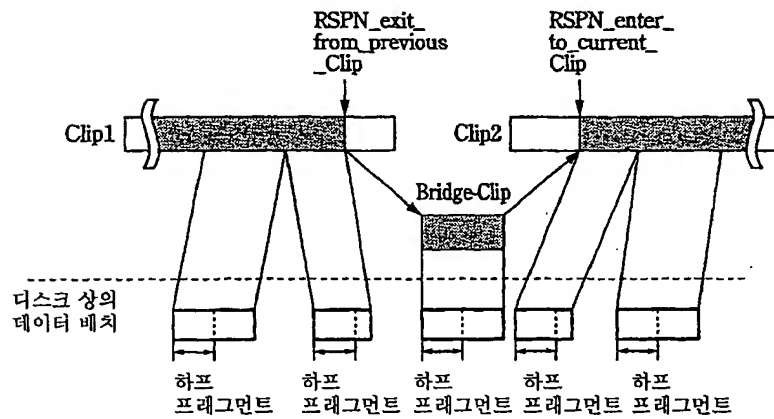 RSPN_exit_
from_previous
_Clip
RSPN_enter_
to_current_
Clip
Clip1
Clip2
Bridge-Clip
디스크 상의
데이터 배치
하프
프래그먼트
하프
프래그먼트
하프
프래그먼트
하프
프래그먼트
하프
프래그먼트